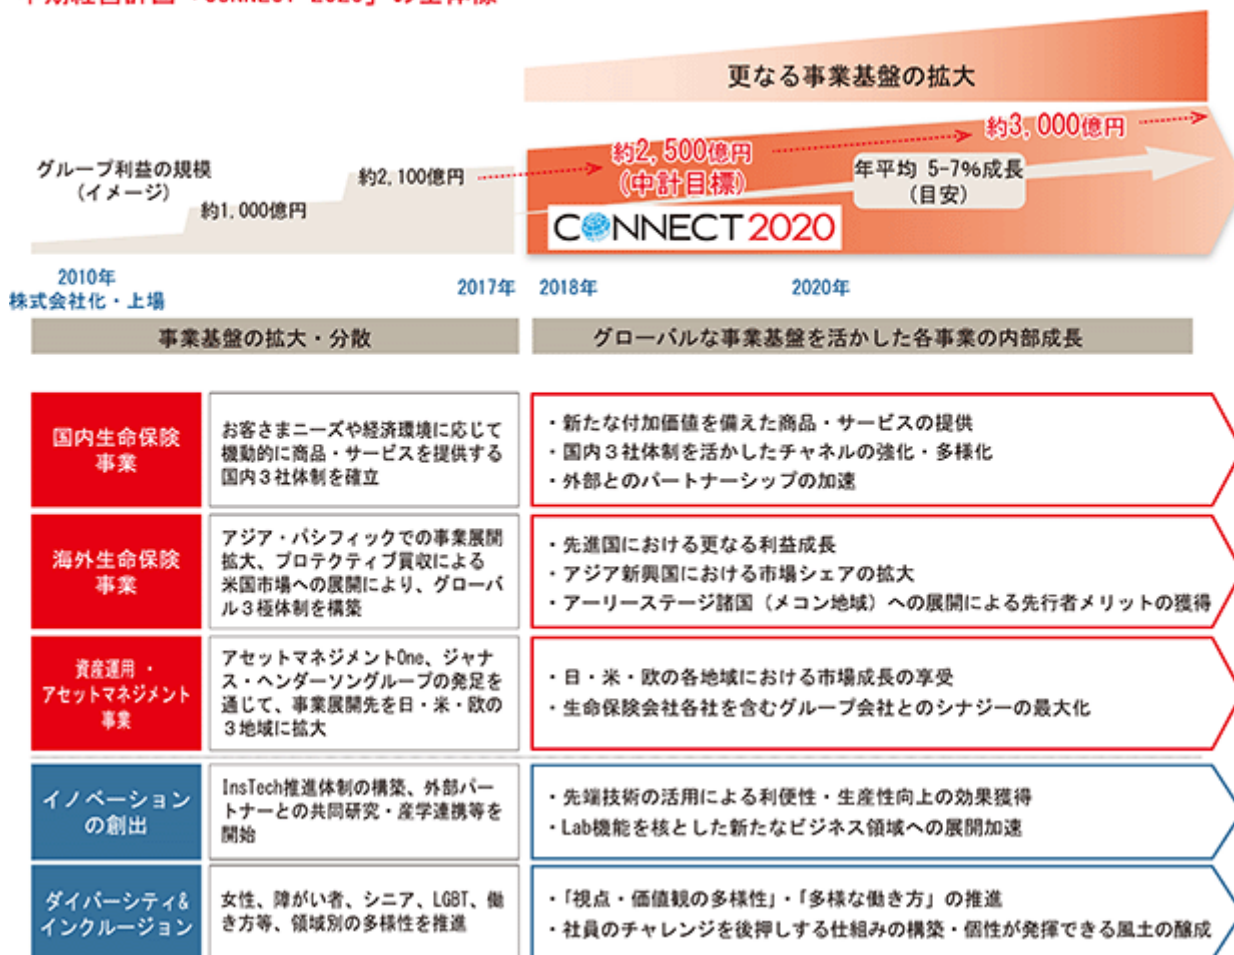 中期経営計画「CONNECT 2020」の全体像
更なる事業基盤の拡大
約3,000億円
約2,500億円
(中計目標)
年平均 5-7%成長
(目安)
グループ利益の規模
(イメージ)
約2,100億円
約1,000億円
CONNECT 2020
2010年
株式会社化・上場
2017年
2018年
2020年
事業基盤の拡大・分散
グローバルな事業基盤を活かした各事業の内部成長
国内生命保険
事業
お客さまニーズや経済環境に応じて
機動的に商品・サービスを提供する
国内3社体制を確立
・新たな付加価値を備えた商品・サービスの提供
・国内3社体制を活かしたチャネルの強化・多様化
・外部とのパートナーシップの加速
海外生命保険
事業
アジア・パシフィックでの事業展開
拡大、プロテクティブ買収による
米国市場への展開により、グローバ
ル3極体制を構築
・先進国における更なる利益成長
・アジア新興国における市場シェアの拡大
・アーリーステージ諸国(メコン地域)への展開による先行者メリットの獲得
資産運用・
アセットマネジメント
事業
アセットマネジメントOne、ジャナ
ス・ヘンダーソングループの発足を
通じて、事業展開先を日・米・欧の
3地域に拡大
・日・米・欧の各地域における市場成長の享受
・生命保険会社各社を含むグループ会社とのシナジーの最大化
イノベーション
の創出
InsTech推進体制の構築、外部パー
トナーとの共同研究・産学連携等を
開始
・先端技術の活用による利便性・生産性向上の効果獲得
・Lab機能を核とした新たなビジネス領域への展開加速
ダイバーシティ&
インクルージョン
女性、障がい者、シニア、LGBT、働
き方等、領域別の多様性を推進
・「視点・価値観の多様性」・「多様な働き方」の推進
・社員のチャレンジを後押しする仕組みの構築・個性が発揮できる風土の醸成